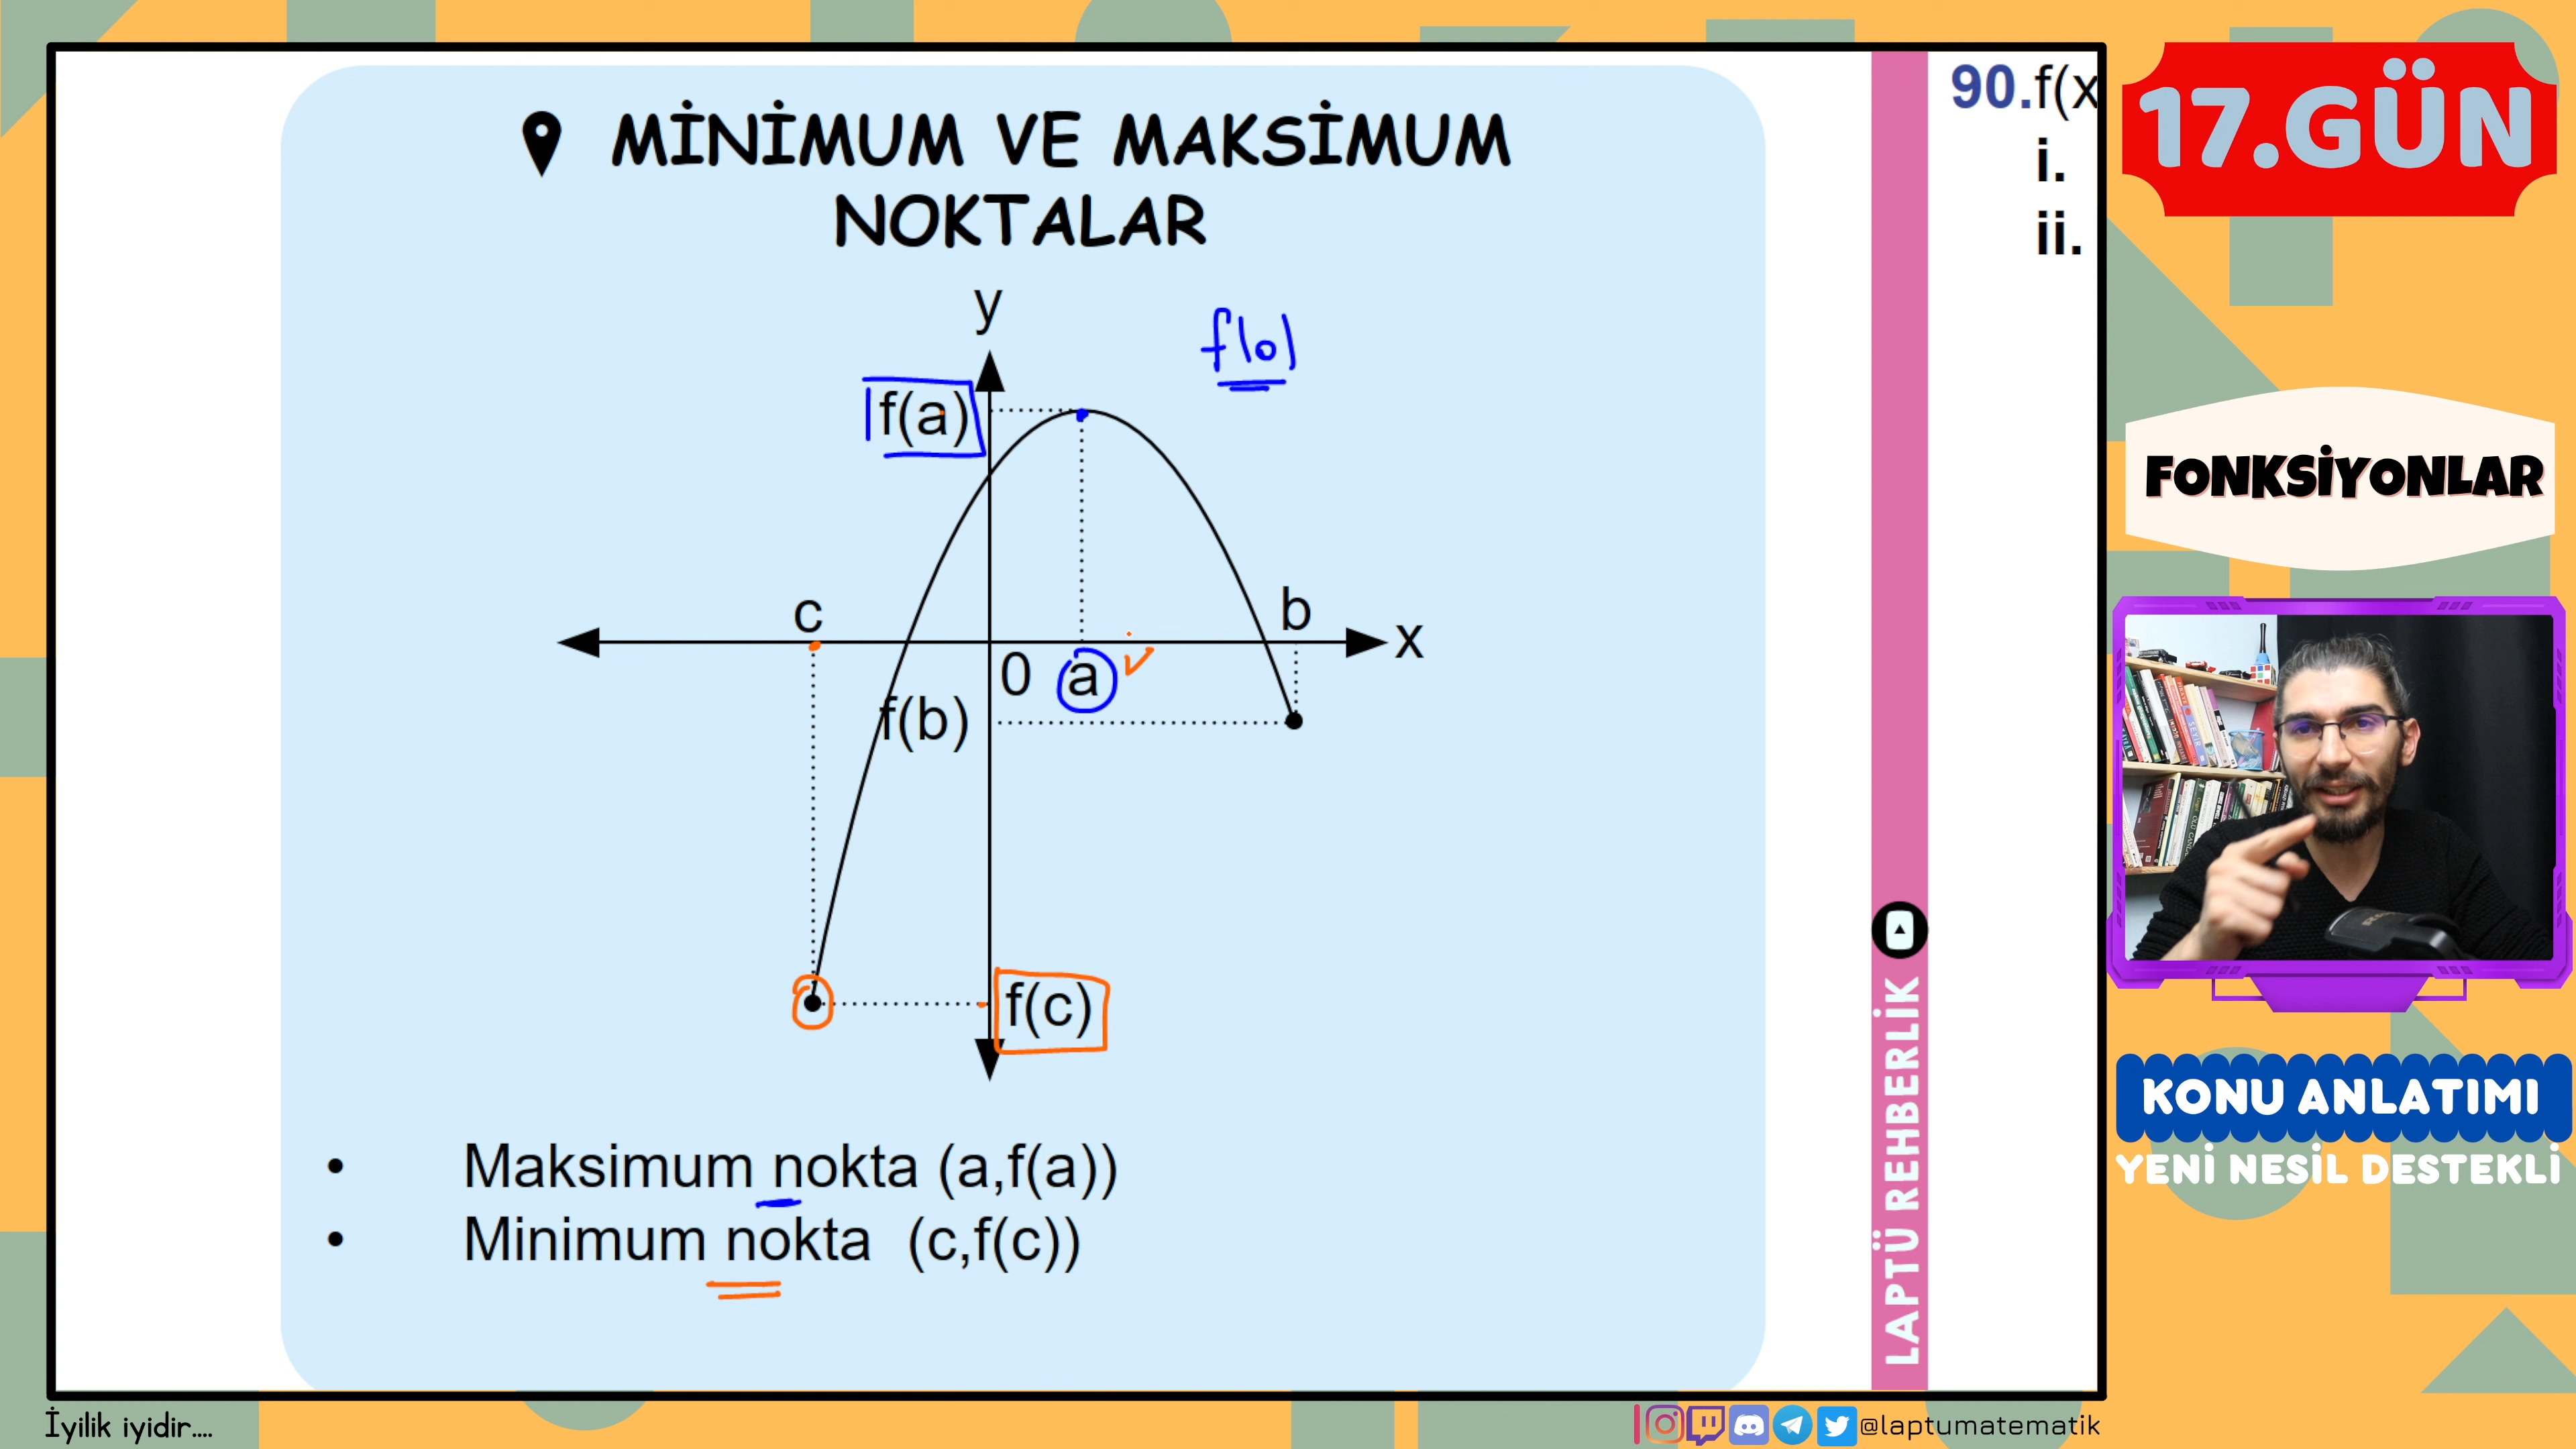 MİNİMUM VE MAKSİMUM
NOKTALAR
y
f(a)
f(0)
c
b
x
0
a
f(b)
f(c)
• Maksimum nokta (a,f(a))
• Minimum nokta (c,f(c))
LAPTÜ REHBERLİK
90.f(x
i.
ii.
17.GÜN
FONKSİYONLAR
KONU ANLATIMI
YENİ NESİL DESTEKLİ
İyilik iyidir....
@laptumatematik